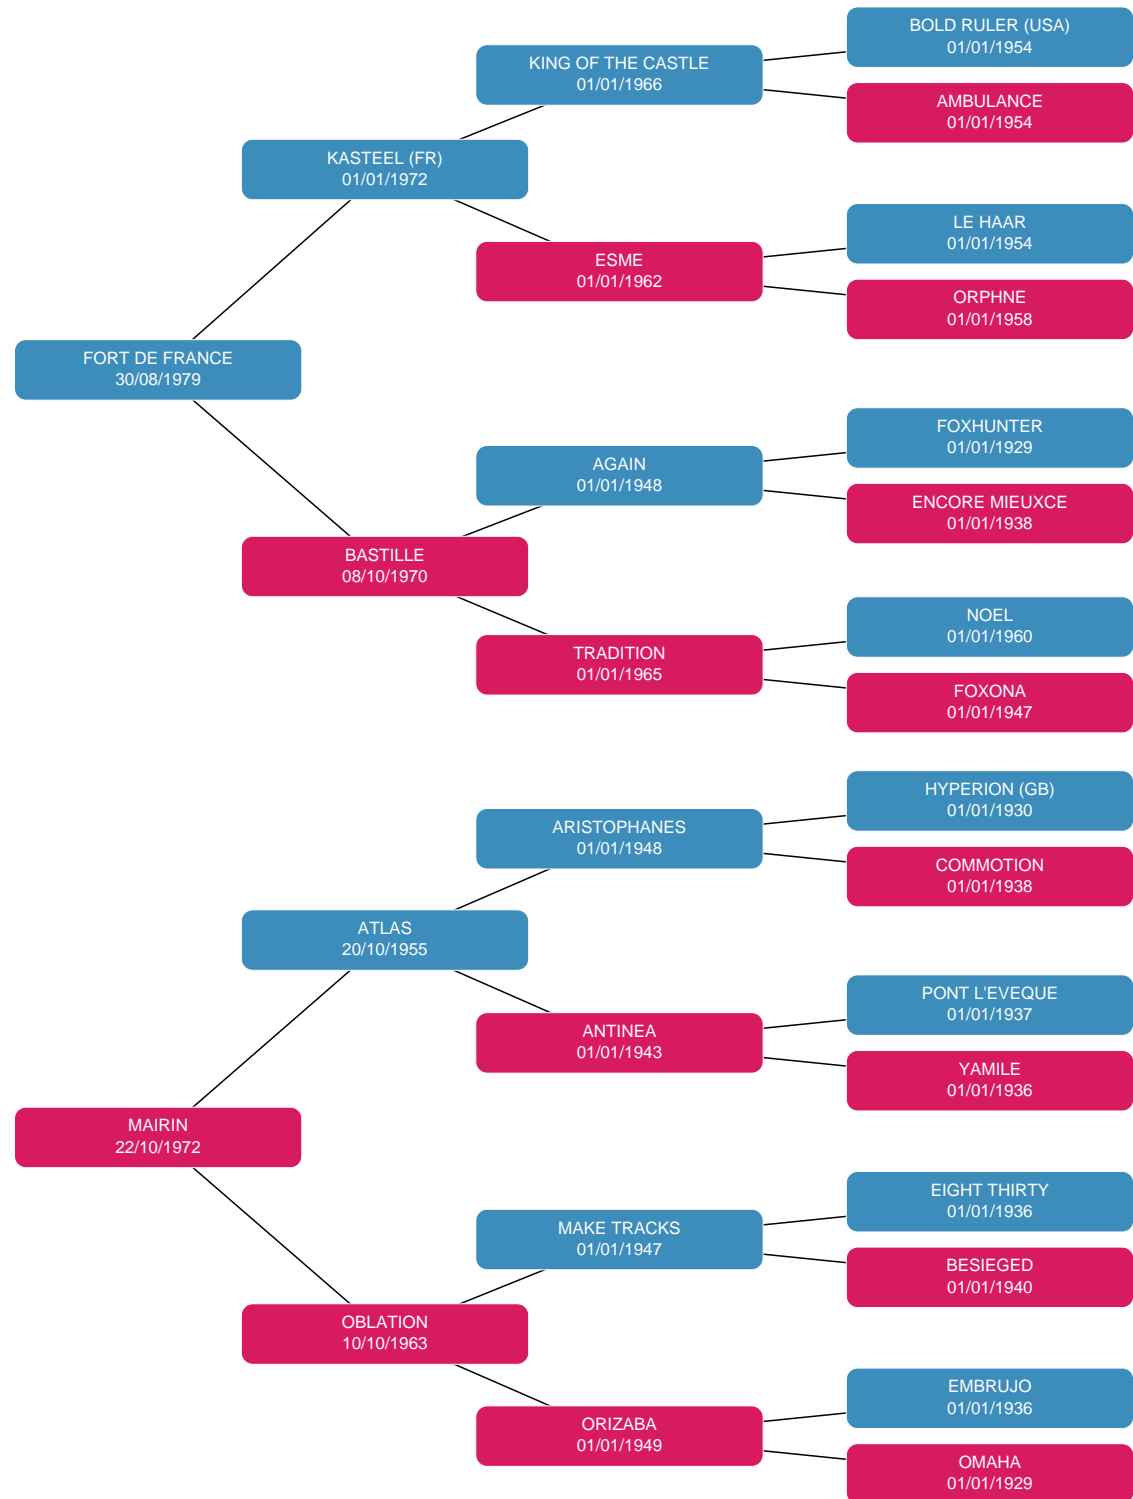 BOLD RULER (USA)
01/01/1954
KING OF THE CASTLE
01/01/1966
AMBULANCE
01/01/1954
KASTEEL (FR)
01/01/1972
LE HAAR
01/01/1954
ESME
01/01/1962
ORPHNE
01/01/1958
FORT DE FRANCE
30/08/1979
FOXHUNTER
01/01/1929
AGAIN
01/01/1948
ENCORE MIEUXCE
01/01/1938
BASTILLE
08/10/1970
NOEL
01/01/1960
TRADITION
01/01/1965
FOXONA
01/01/1947
HYPERION (GB)
01/01/1930
ARISTOPHANES
01/01/1948
COMMOTION
01/01/1938
ATLAS
20/10/1955
PONT L'EVEQUE
01/01/1937
ANTINEA
01/01/1943
YAMILE
01/01/1936
MAIRIN
22/10/1972
EIGHT THIRTY
01/01/1936
MAKE TRACKS
01/01/1947
BESIEGED
01/01/1940
OBLATION
10/10/1963
EMBRUJO
01/01/1936
ORIZABA
01/01/1949
OMAHA
01/01/1929